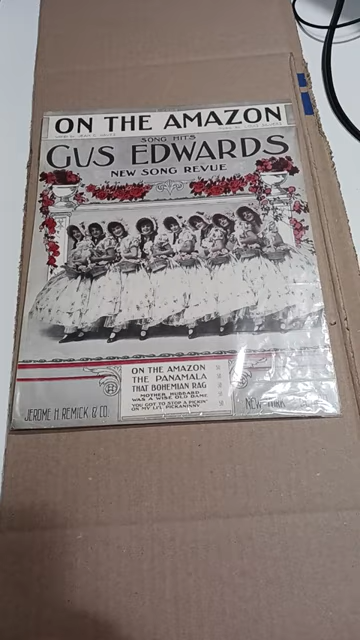 ON THE AMAZON
SONG HITS
GUS EDWARDS
NEW SONG REVUE
ON THE AMAZON
THE PANAMALA
THAT BOHEMIAN RAG
MOTHER HUBBARD
WAS A WISE OLD DAME
YOU GOT TO STOP A PICKIN'
ON MY LI'L PICKANINNY
JEROME H. REMICK & CO.
NEW YORK